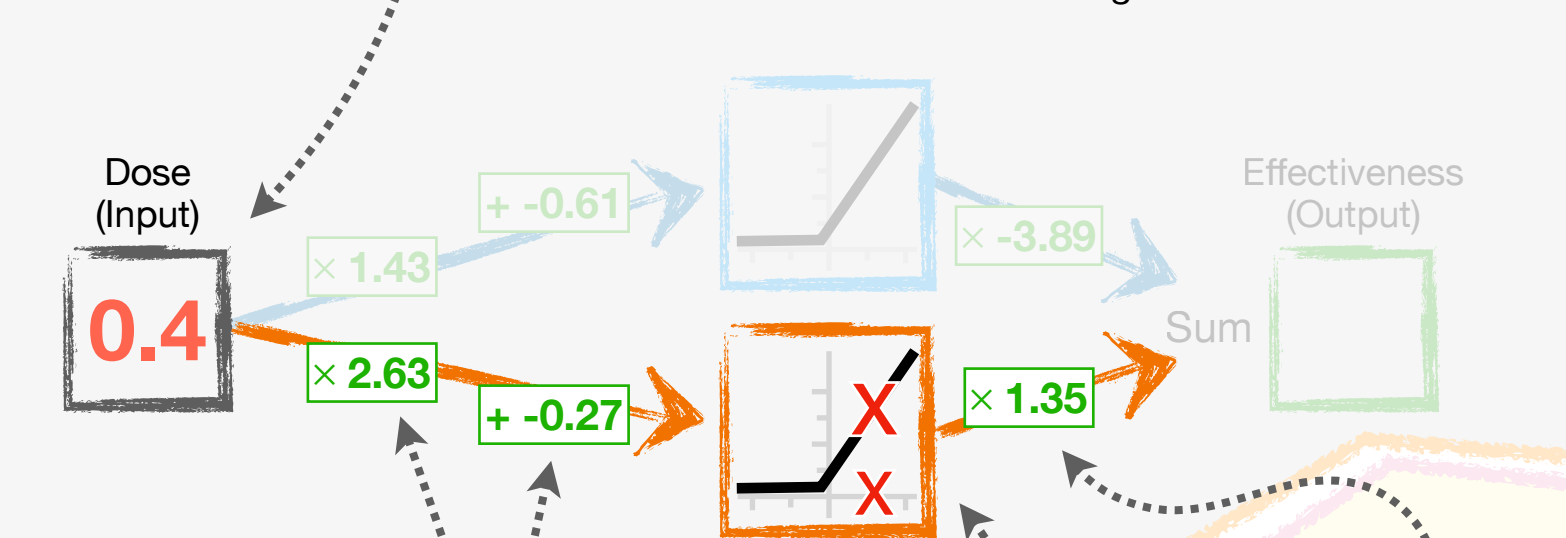 Dose
(Input)
0.4
× 1.43
+ -0.61
× -3.89
× 2.63
+ -0.27
X
X
× 1.35
Sum
Effectiveness
(Output)